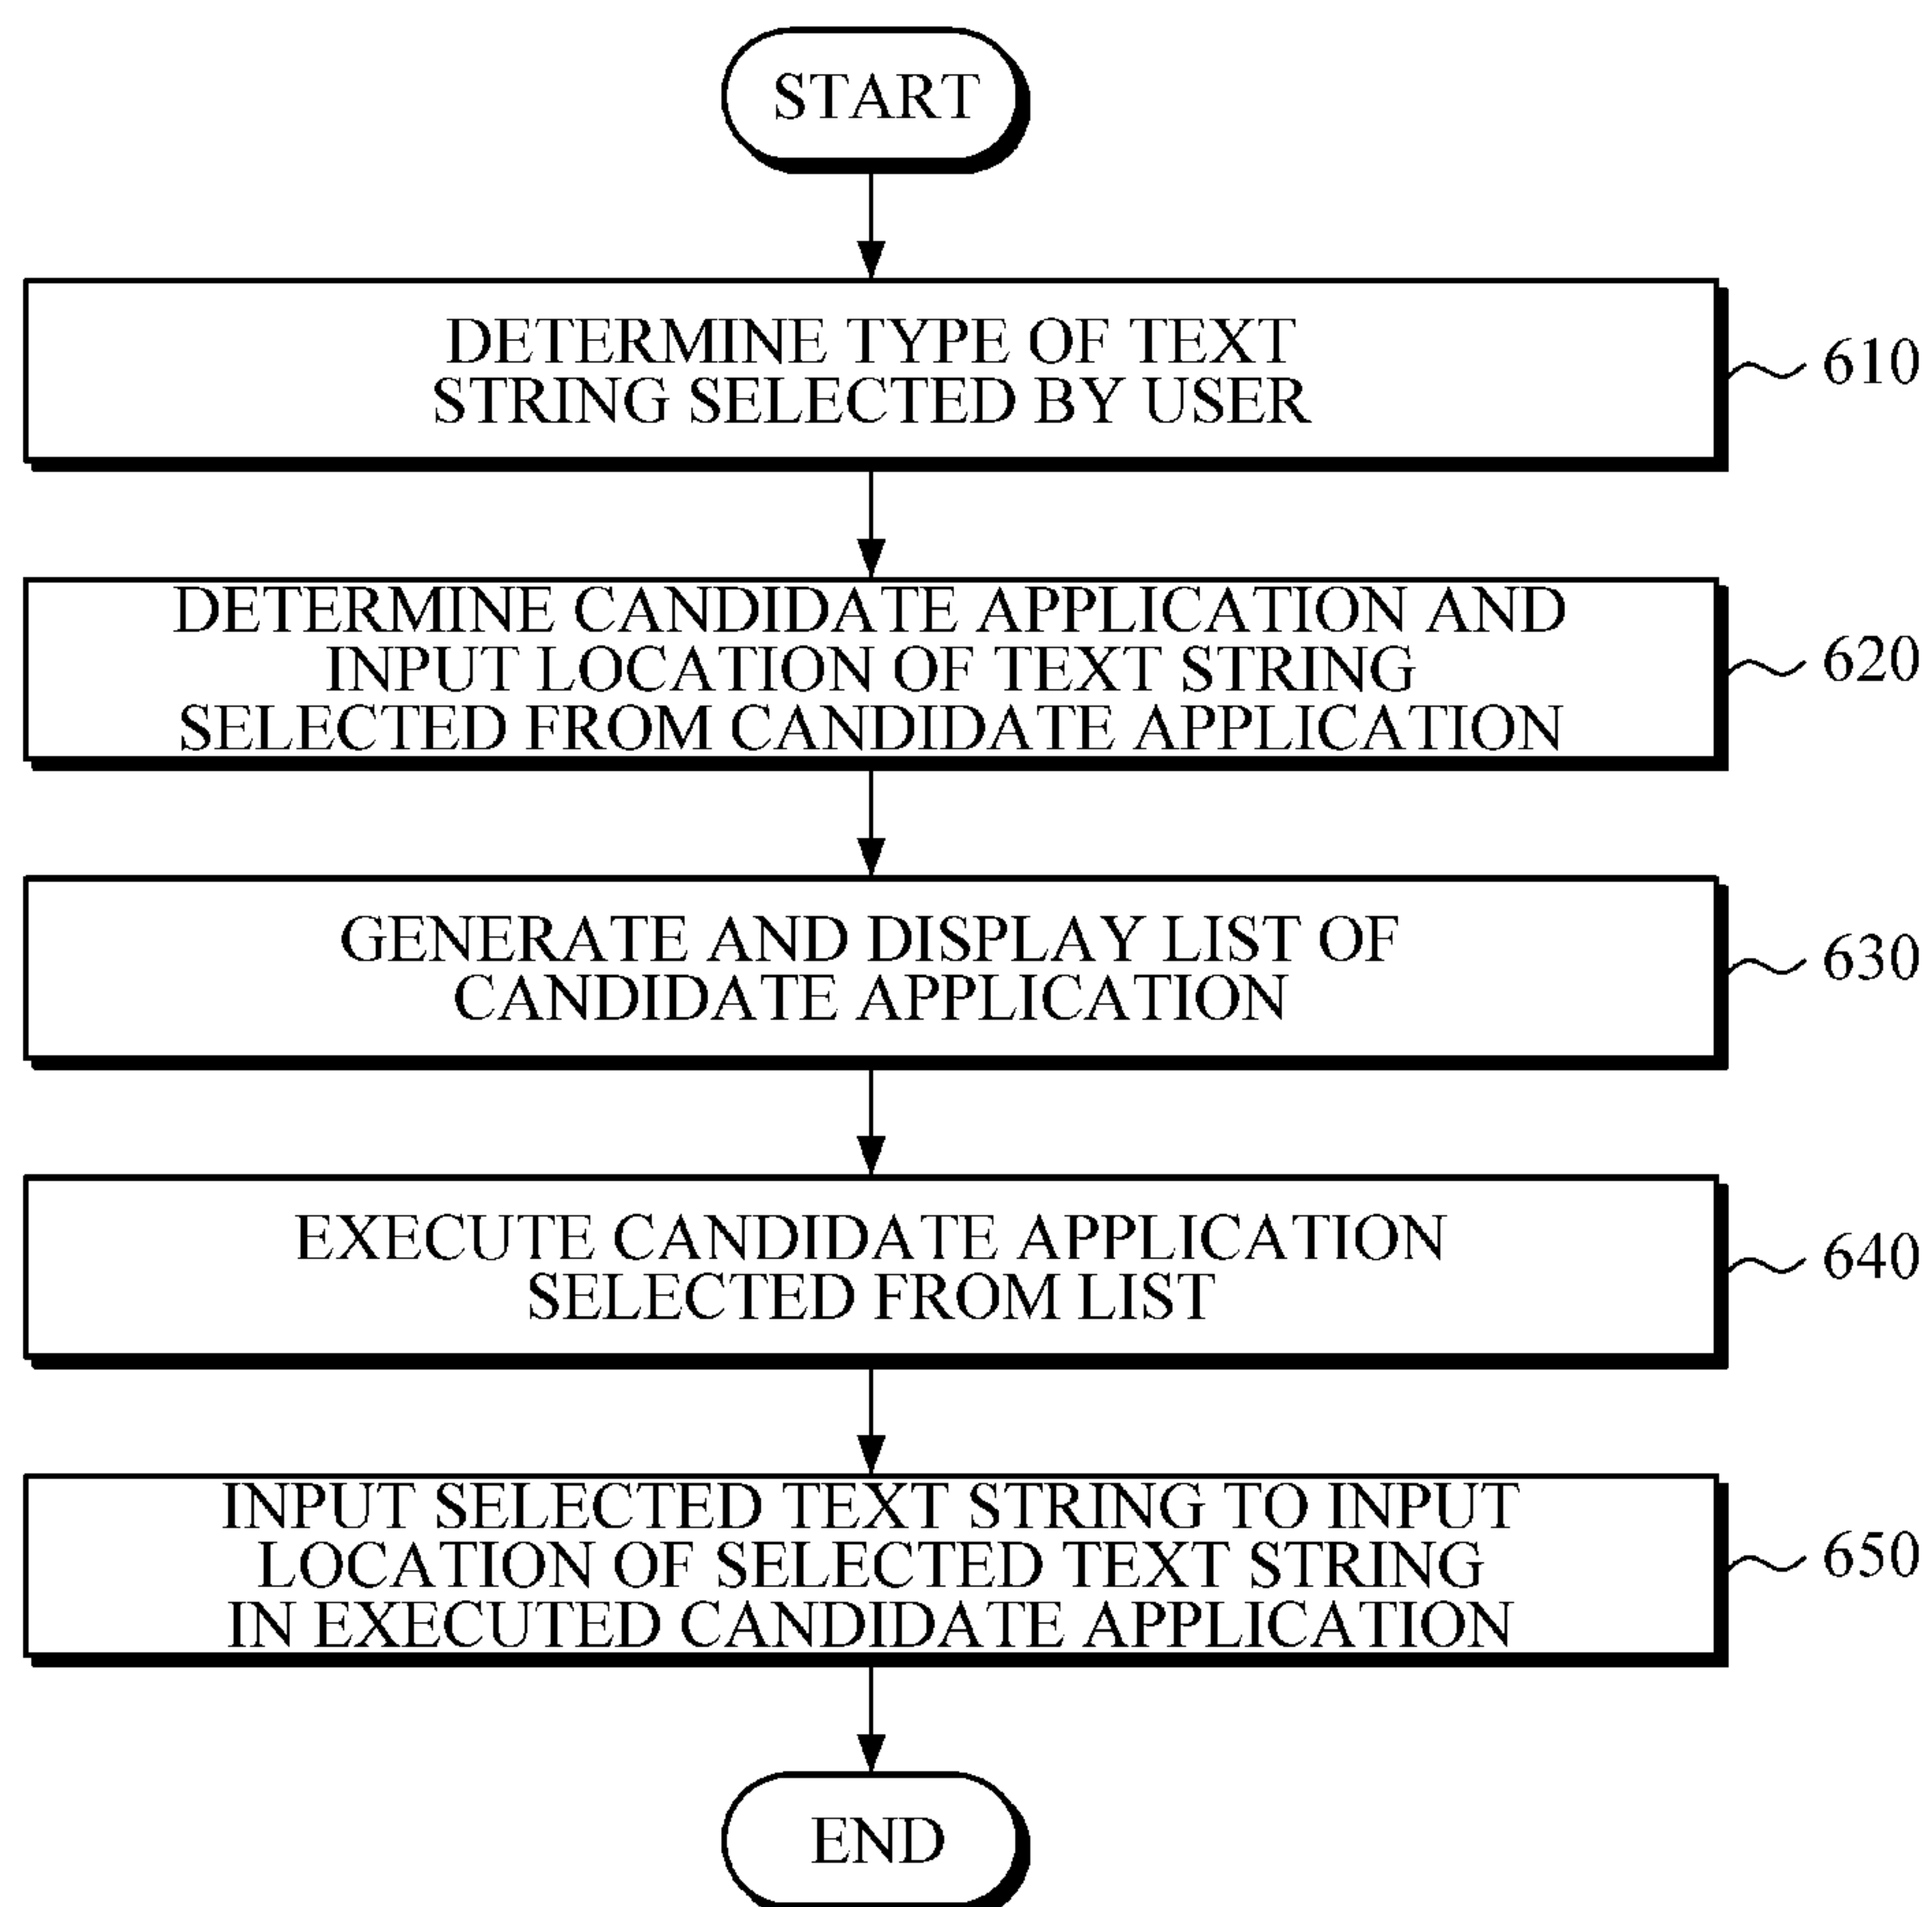 START
DETERMINE TYPE OF TEXT
STRING SELECTED BY USER
610
DETERMINE CANDIDATE APPLICATION AND
INPUT LOCATION OF TEXT STRING
SELECTED FROM CANDIDATE APPLICATION
620
GENERATE AND DISPLAY LIST OF
CANDIDATE APPLICATION
630
EXECUTE CANDIDATE APPLICATION
SELECTED FROM LIST
640
INPUT SELECTED TEXT STRING TO INPUT
LOCATION OF SELECTED TEXT STRING
IN EXECUTED CANDIDATE APPLICATION
650
END